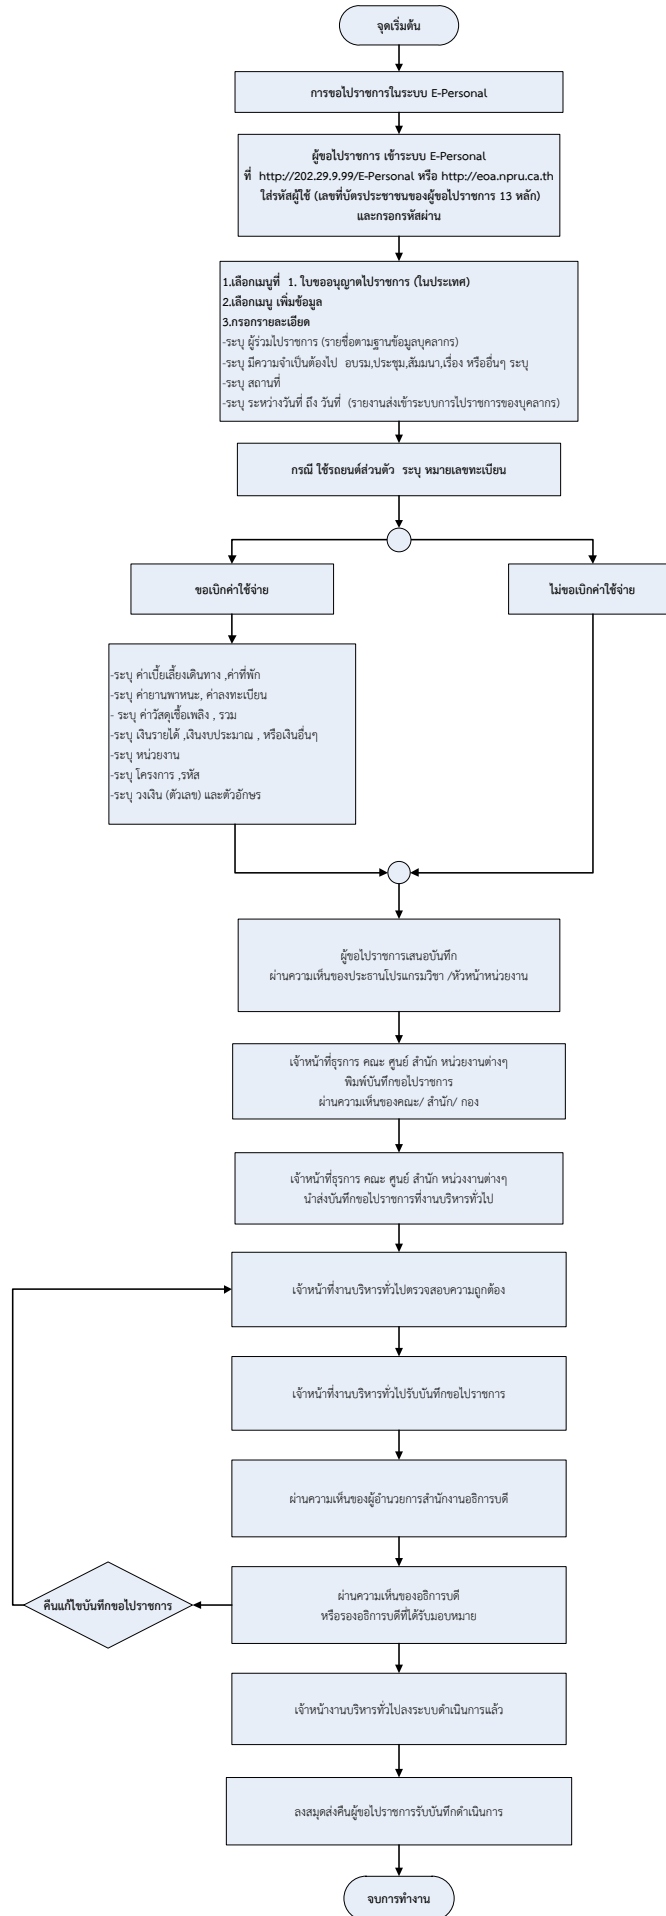 จุดเริ่มต้น
การขอไปราชการในระบบ E-Personal
ผู้ขอไปราชการ เข้าระบบ E-Personal
ที่ http://202.29.9.99/E-Personal หรือ http://eoa.npru.ca.th
ใส่รหัสผู้ใช้ (เลขที่บัตรประชาชนของผู้ขอไปราชการ 13 หลัก)
และกรอกรหัสผ่าน
1.เลือกเมนูที่ 1. ใบขออนุญาตไปราชการ (ในประเทศ)
2.เลือกเมนู เพิ่มข้อมูล
3.กรอกรายละเอียด
-ระบุ ผู้ร่วมไปราชการ (รายชื่อตามฐานข้อมูลบุคลากร)
-ระบุ มีความจำเป็นต้องไป อบรม,ประชุม,สัมมนา,เรื่อง หรืออื่นๆ ระบุ
-ระบุ สถานที่
-ระบุ ระหว่างวันที่ ถึง วันที่ (รายงานส่งเข้าระบบการไปราชการของบุคลากร)
กรณี ใช้รถยนต์ส่วนตัว ระบุ หมายเลขทะเบียน
ขอเบิกค่าใช้จ่าย
ไม่ขอเบิกค่าใช้จ่าย
-ระบุ ค่าเบี้ยเลี้ยงเดินทาง ,ค่าที่พัก
-ระบุ ค่ายานพาหนะ, ค่าลงทะเบียน
- ระบุ ค่าวัสดุเชื้อเพลิง , รวม
-ระบุ เงินรายได้ ,เงินงบประมาณ , หรือเงินอื่นๆ
-ระบุ หน่วยงาน
-ระบุ โครงการ ,รหัส
-ระบุ วงเงิน (ตัวเลข) และตัวอักษร
ผู้ขอไปราชการเสนอบันทึก
ผ่านความเห็นของประธานโปรแกรมวิชา /หัวหน้าหน่วยงาน
เจ้าหน้าที่ธุรการ คณะ ศูนย์ สำนัก หน่วยงานต่างๆ
พิมพ์บันทึกขอไปราชการ
ผ่านความเห็นของคณะ/ สำนัก/ กอง
เจ้าหน้าที่ธุรการ คณะ ศูนย์ สำนัก หน่วงงานต่างๆ
นำส่งบันทึกขอไปราชการที่งานบริหารทั่วไป
เจ้าหน้าที่งานบริหารทั่วไปตรวจสอบความถูกต้อง
เจ้าหน้าที่งานบริหารทั่วไปรับบันทึกขอไปราชการ
ผ่านความเห็นของผู้อำนวยการสำนักงานอธิการบดี
ผ่านความเห็นของอธิการบดี
หรือรองอธิการบดีที่ได้รับมอบหมาย
คืนแก้ไขบันทึกขอไปราชการ
เจ้าหน้างานบริหารทั่วไปลงระบบดำเนินการแล้ว
ลงสมุดส่งคืนผู้ขอไปราชการรับบันทึกดำเนินการ
จบการทำงาน